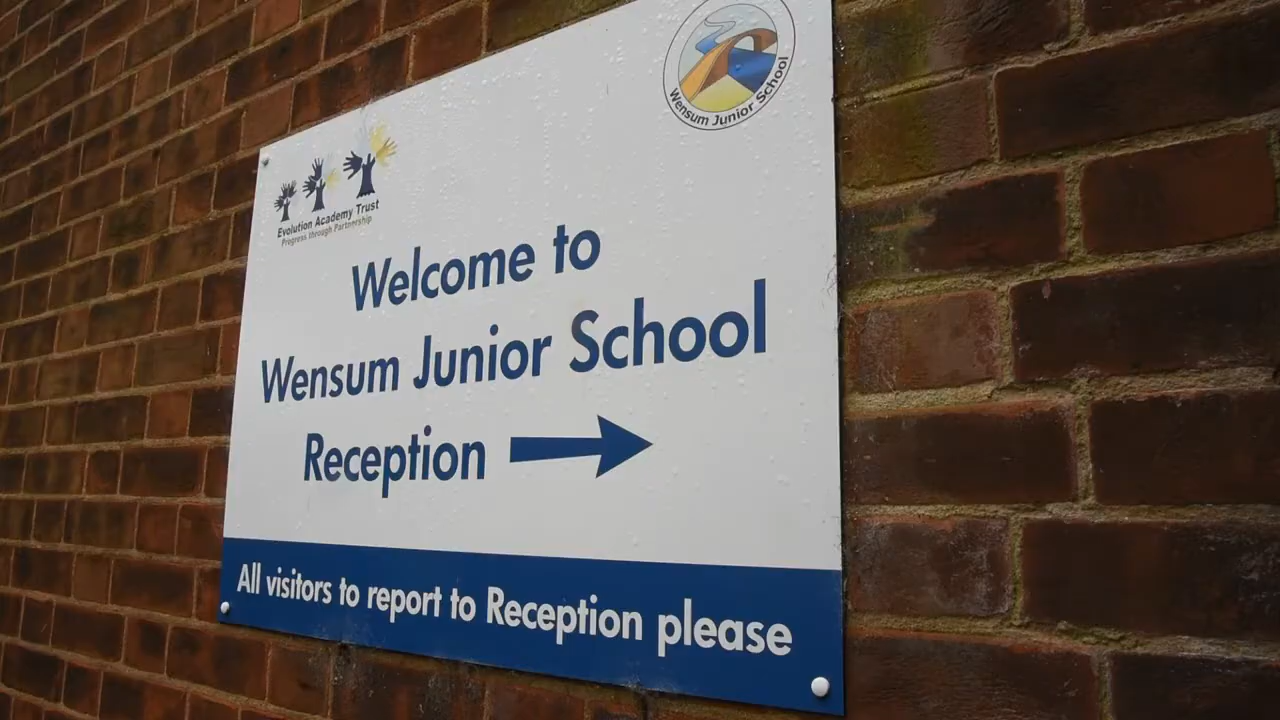 Wensum Junior School
Evolution Academy Trust
Progress through Partnership
Welcome to
Wensum Junior School
Reception
All visitors to report to Reception please